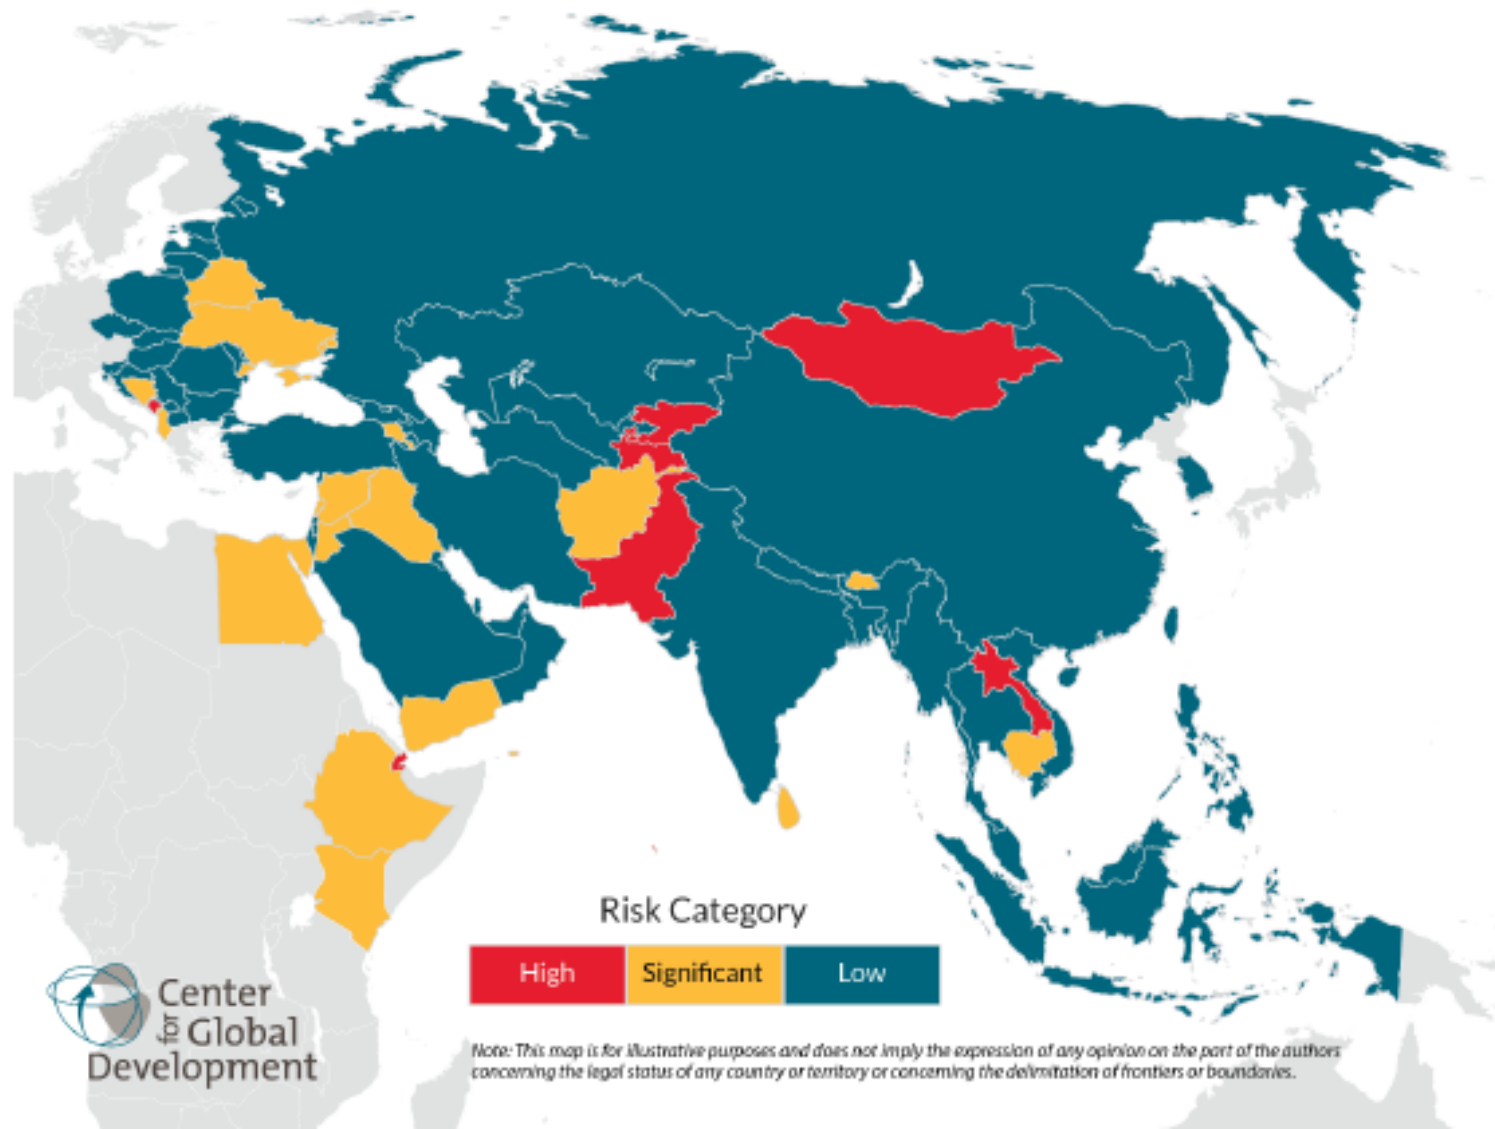 Risk Category
High Significant Low
Center
for Global
Development
Note: This map is for illustrative purposes and does not imply the expression of any opinion on the part of the authors
concerning the legal status of any country or territory or concerning the delimitation of frontiers or boundaries.